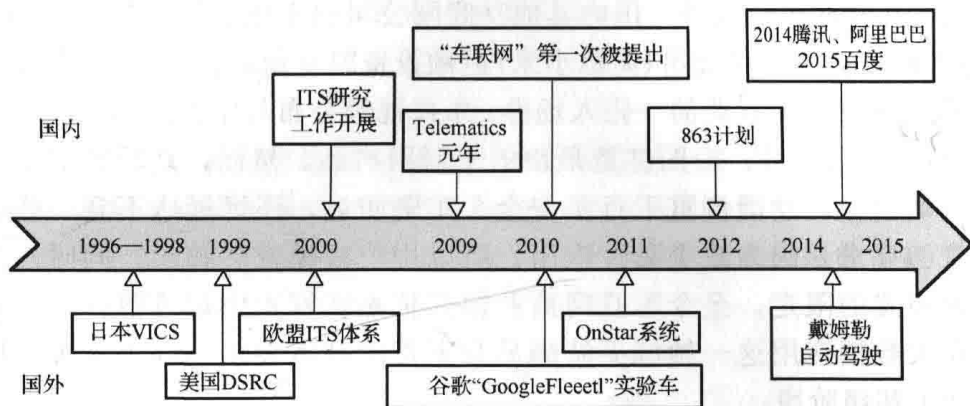 2014腾讯、阿里巴巴
2015百度
“车联网”第一次被提出
ITS研究
工作开展
Telematics
元年
863计划
国内
1996—1998 1999 2000 2009 2010 2011 2012 2014 2015
日本VICS
欧盟ITS体系
OnStar系统
戴姆勒
自动驾驶
美国DSRC
谷歌“GoogleFleeetl”实验车
国外